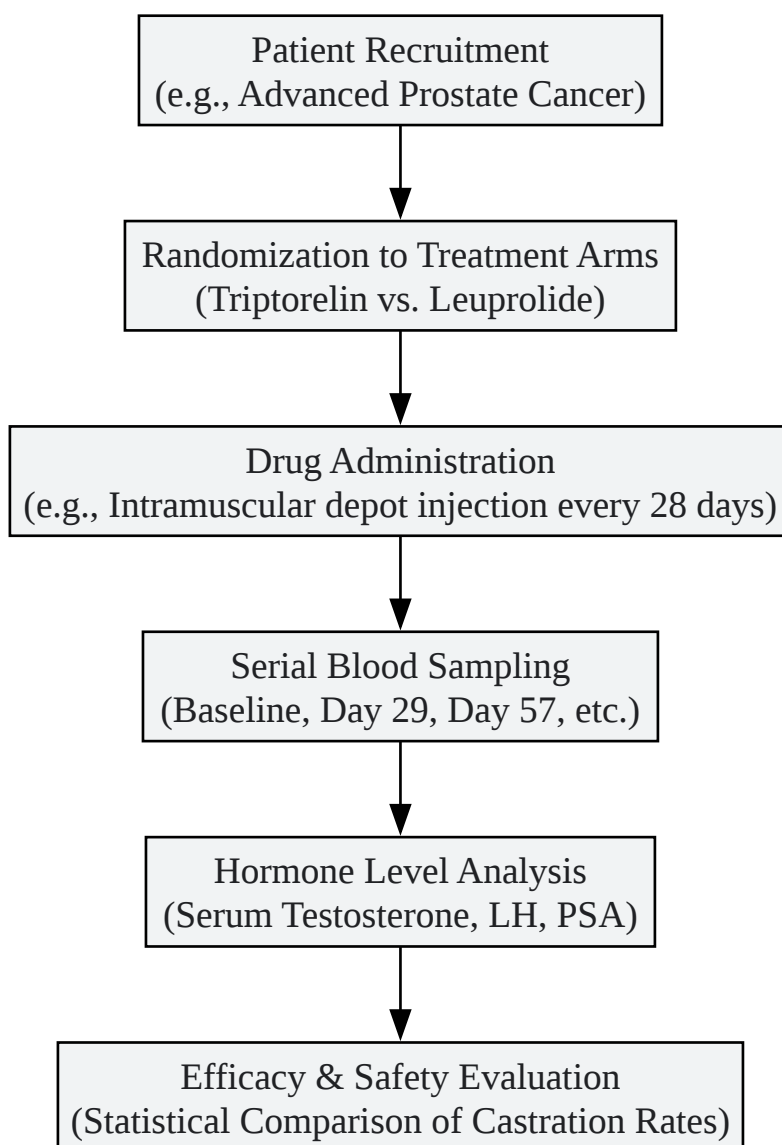 Patient Recruitment
(e.g., Advanced Prostate Cancer)
Randomization to Treatment Arms
(Triptorelin vs. Leuprolide)
Drug Administration
(e.g., Intramuscular depot injection every 28 days)
Serial Blood Sampling
(Baseline, Day 29, Day 57, etc.)
Hormone Level Analysis
(Serum Testosterone, LH, PSA)
Efficacy & Safety Evaluation
(Statistical Comparison of Castration Rates)